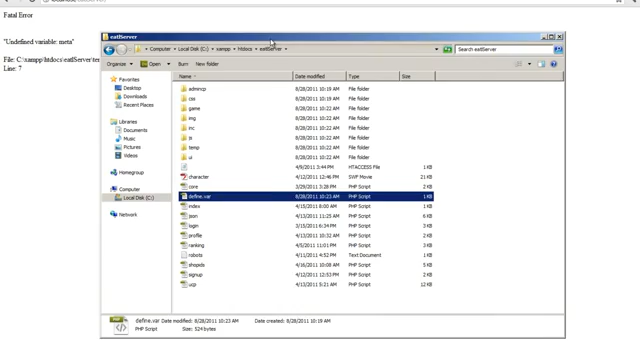 Fatal Error
"Undefined variable: meta"
File: C:\xampp\htdocs\eatlServer\tem
Line: 7
eatlServer
Computer Local Disk (C:) xampp htdocs eatlServer
Search eatlServer
Organize Open Burn New folder
Name Date modified Type Size
Favorites
Desktop
Downloads
Recent Places
Libraries
Documents
Music
Pictures
Videos
Homegroup
Computer
Local Disk (C:)
Network
admincp 8/28/2011 10:19 AM File folder
css 8/28/2011 10:19 AM File folder
game 8/28/2011 10:22 AM File folder
img 8/28/2011 10:22 AM File folder
inc 8/28/2011 10:22 AM File folder
8/28/2011 10:22 AM File folder
temp 8/28/2011 10:22 AM File folder
ui 8/28/2011 10:22 AM File folder
4/9/2011 3:44 PM HTACCESS File 1 KB
character 4/12/2011 12:46 PM SWF Movie 21 KB
core 3/29/2011 3:28 PM PHP Script 2 KB
define.var 8/28/2011 10:23 AM PHP Script 1 KB
index 4/15/2011 8:00 AM PHP Script 1 KB
json 4/13/2011 11:25 AM PHP Script 6 KB
login 3/15/2011 6:34 PM PHP Script 3 KB
profile 4/13/2011 10:32 AM PHP Script 2 KB
ranking 4/5/2011 11:01 PM PHP Script 3 KB
robots 4/11/2011 4:52 PM Text Document 1 KB
shopids 4/16/2011 10:08 AM PHP Script 5 KB
signup 4/12/2011 12:53 PM PHP Script 2 KB
ucp 4/13/2011 5:21 AM PHP Script 2 KB
define.var Date modified: 8/28/2011 10:23 AM Date created: 8/28/2011 10:19 AM
PHP Script Size: 524 bytes